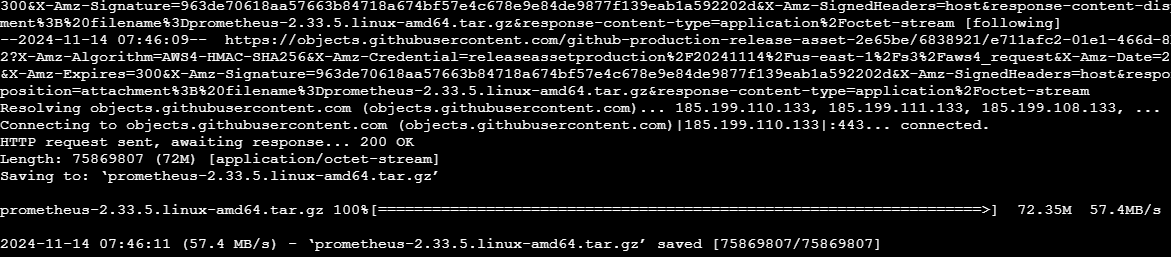 300&X-Amz-Signature=963de70618aa57663b84718a674bf57e4c678e9e84de9877f139eab1a592202d&X-Amz-SignedHeaders=host&response-content-dis
ment%3B%20filename%3Dprometheus-2.33.5.linux-amd64.tar.gz&response-content-type=application%2Foctet-stream [following]
--2024-11-14 07:46:09--  https://objects.githubusercontent.com/github-production-release-asset-2e65be/6838921/e711afc2-01e1-466d-8
2?X-Amz-Algorithm=AWS4-HMAC-SHA256&X-Amz-Credential=releaseassetproduction%2F20241114%2Fus-east-1%2Fs3%2Faws4_request&X-Amz-Date=2
&X-Amz-Expires=300&X-Amz-Signature=963de70618aa57663b84718a674bf57e4c678e9e84de9877f139eab1a592202d&X-Amz-SignedHeaders=host&respo
position=attachment%3B%20filename%3Dprometheus-2.33.5.linux-amd64.tar.gz&response-content-type=application%2Foctet-stream
Resolving objects.githubusercontent.com (objects.githubusercontent.com)... 185.199.110.133, 185.199.111.133, 185.199.108.133, ...
Connecting to objects.githubusercontent.com (objects.githubusercontent.com)|185.199.110.133|:443... connected.
HTTP request sent, awaiting response... 200 OK
Length: 75869807 (72M) [application/octet-stream]
Saving to: ‘prometheus-2.33.5.linux-amd64.tar.gz’
prometheus-2.33.5.linux-amd64.tar.gz 100%[===================================================================>]  72.35M  57.4MB/s
2024-11-14 07:46:11 (57.4 MB/s) - ‘prometheus-2.33.5.linux-amd64.tar.gz’ saved [75869807/75869807]